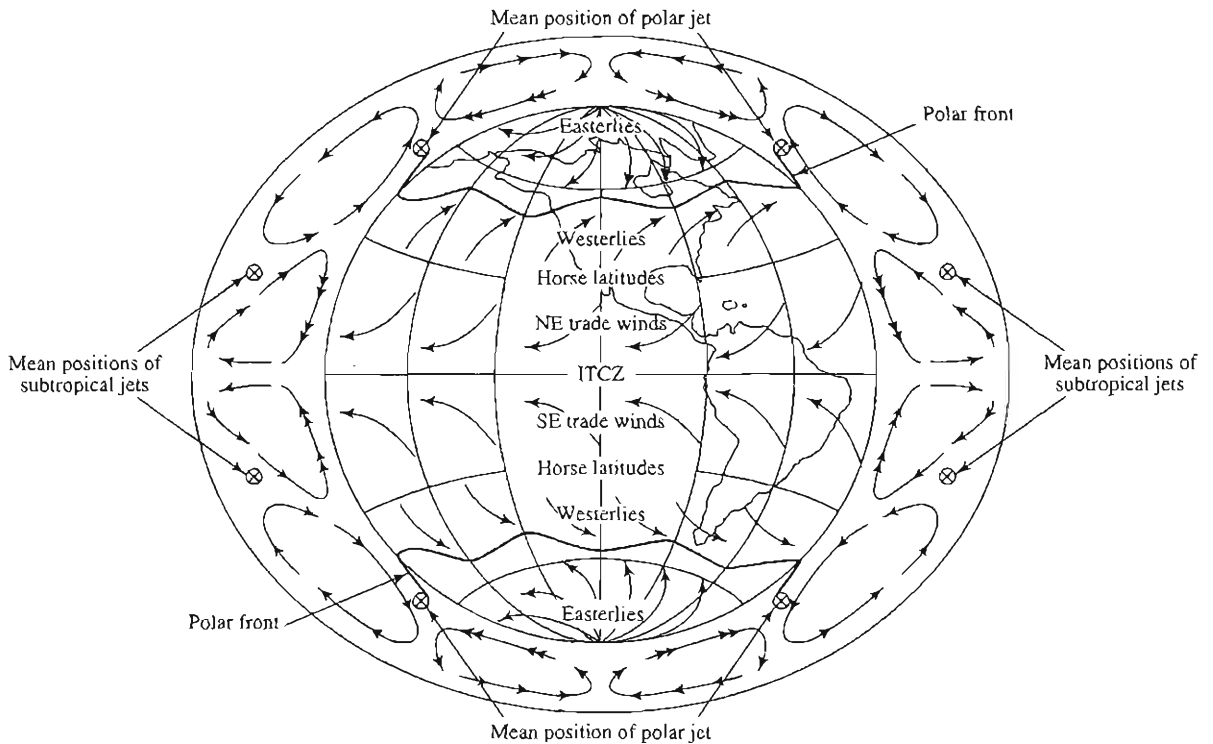 Mean position of polar jet
Polar front
Easterlies
Westerlies
Horse latitudes
NE trade winds
Mean positions of
subtropical jets
ITCZ
Mean positions of
subtropical jets
SE trade winds
Horse latitudes
Westerlies
Easterlies
Polar front
Mean position of polar jet